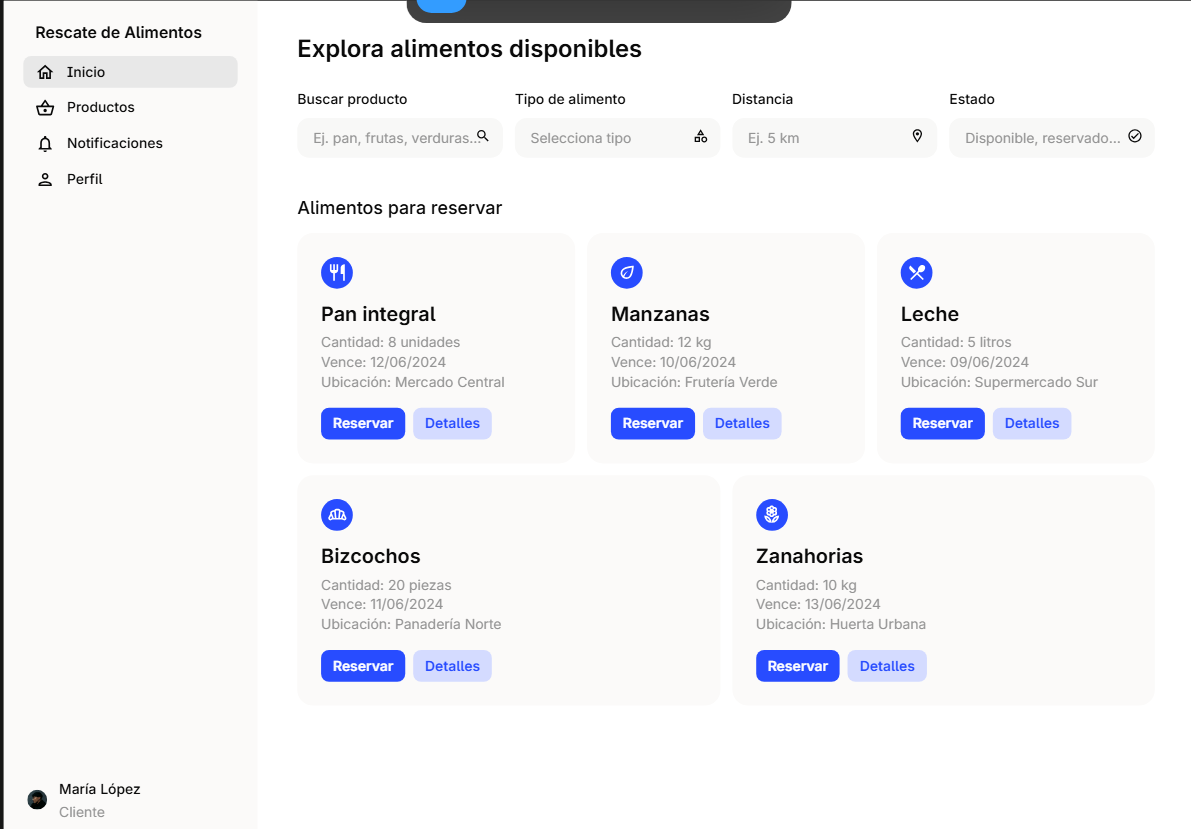 Rescate de Alimentos
Inicio
Productos
Notificaciones
Perfil
María López
Cliente
Explora alimentos disponibles
Buscar producto
Ej. pan, frutas, verduras...
Tipo de alimento
Selecciona tipo
Distancia
Ej. 5 km
Estado
Disponible, reservado...
Alimentos para reservar
Pan integral
Cantidad: 8 unidades
Vence: 12/06/2024
Ubicación: Mercado Central
Reservar
Detalles
Manzanas
Cantidad: 12 kg
Vence: 10/06/2024
Ubicación: Frutería Verde
Reservar
Detalles
Leche
Cantidad: 5 litros
Vence: 09/06/2024
Ubicación: Supermercado Sur
Reservar
Detalles
Bizcochos
Cantidad: 20 piezas
Vence: 11/06/2024
Ubicación: Panadería Norte
Reservar
Detalles
Zanahorias
Cantidad: 10 kg
Vence: 13/06/2024
Ubicación: Huerta Urbana
Reservar
Detalles